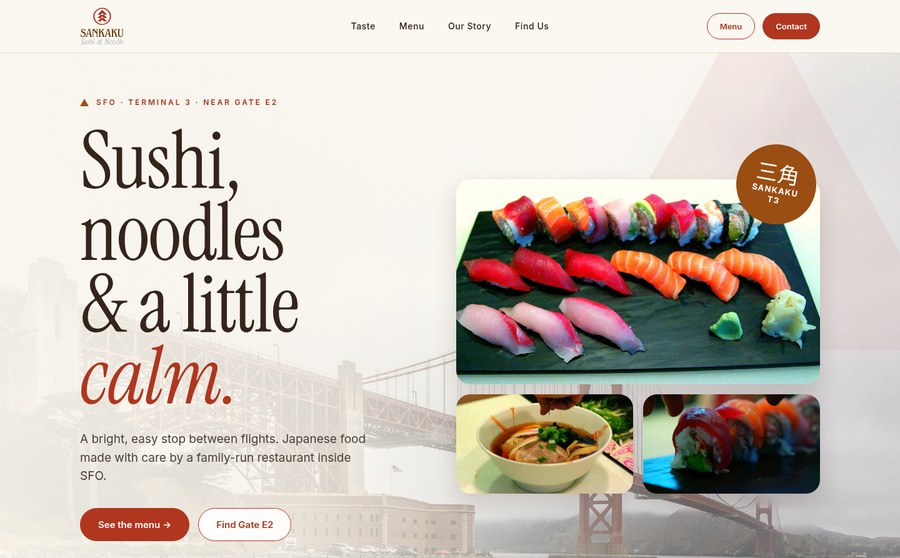 SANKAKU
Sushi & Noodle
Taste
Menu
Our Story
Find Us
Menu
Contact
SFO · TERMINAL 3 · NEAR GATE E2
Sushi,
noodles
& a little
calm.
A bright, easy stop between flights. Japanese food
made with care by a family-run restaurant inside
SFO.
See the menu →
Find Gate E2
三角
SANKAKU
T3